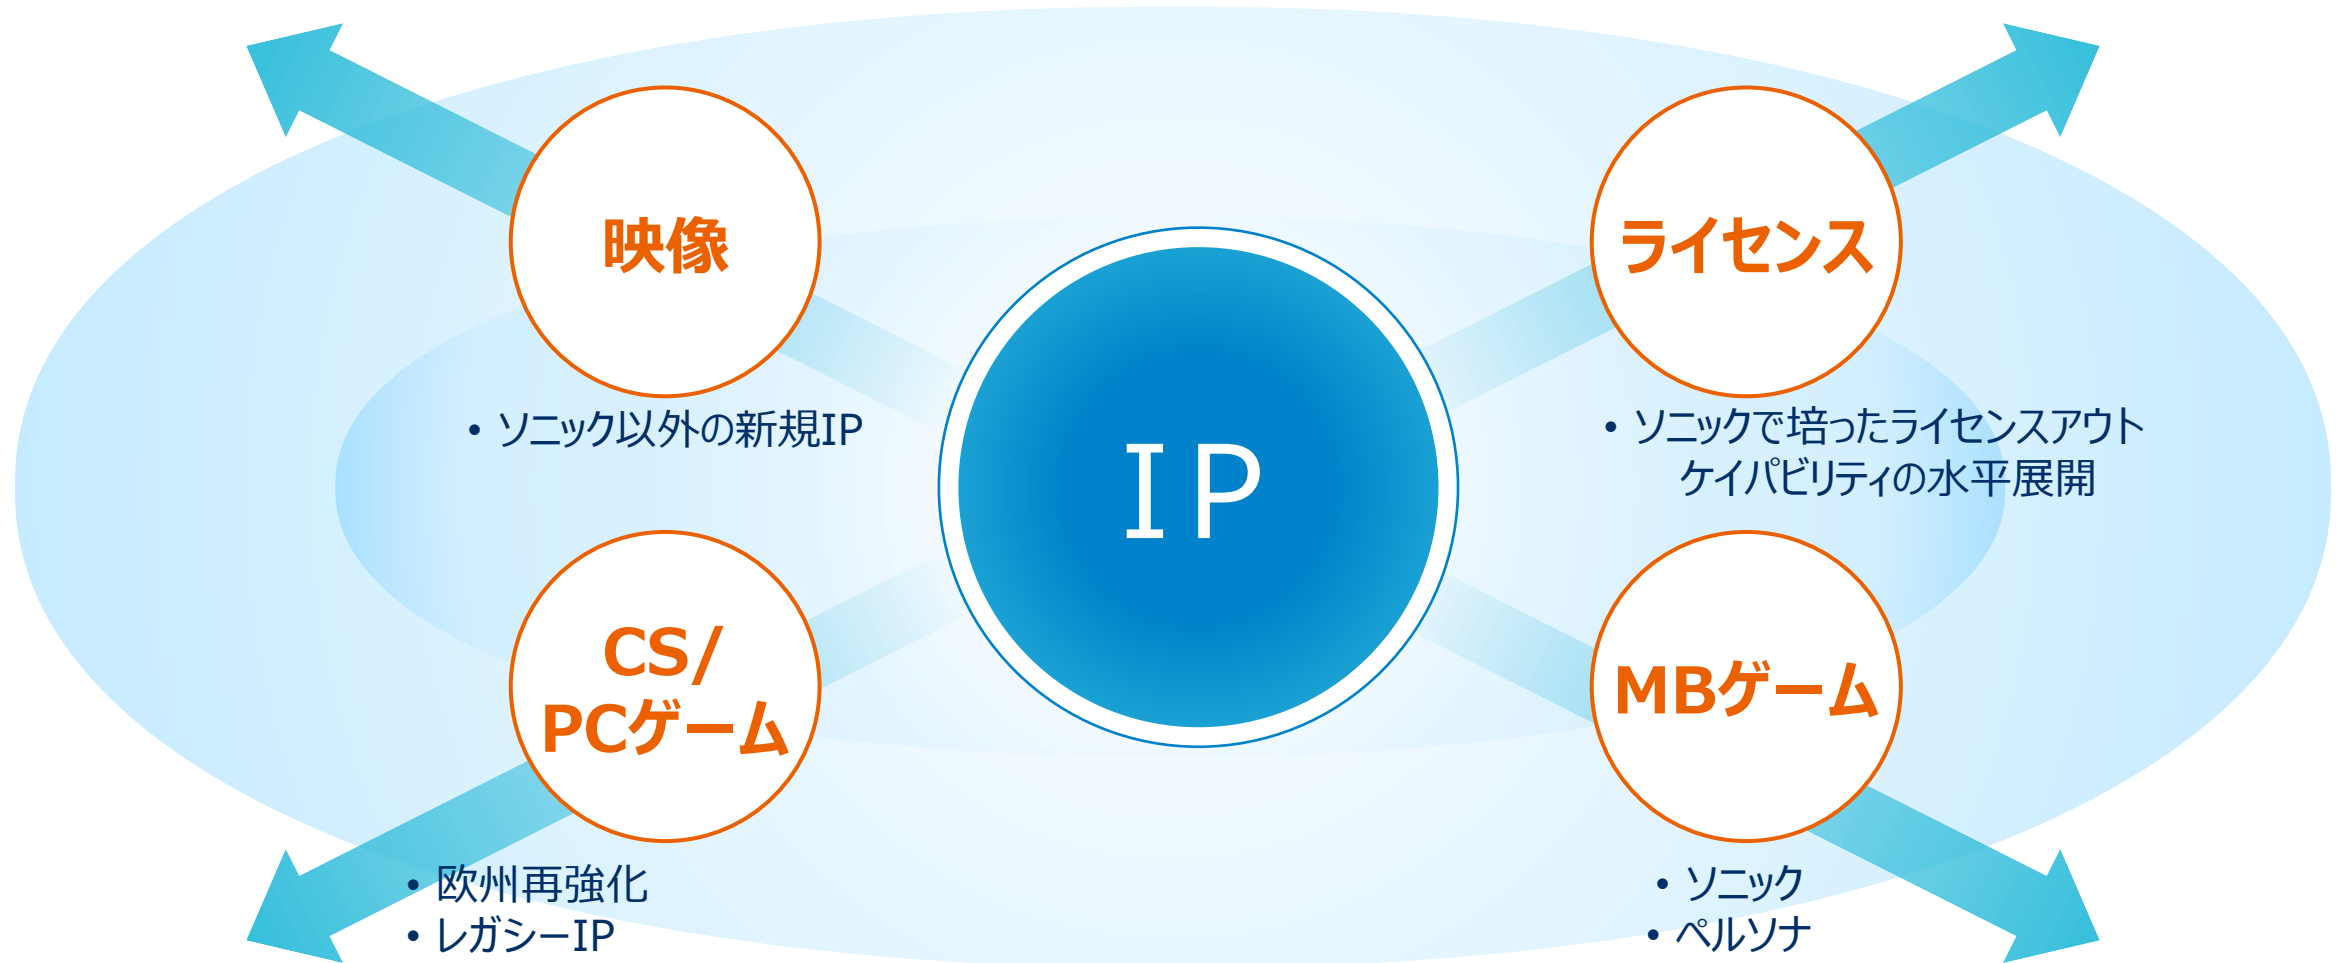 映像
• ソニック以外の新規IP
ライセンス
• ソニックで培ったライセンスアウト
ケイパビリティの水平展開
IP
CS/
PCゲーム
• 欧州再強化
• レガシーIP
MBゲーム
• ソニック
• ペルソナ